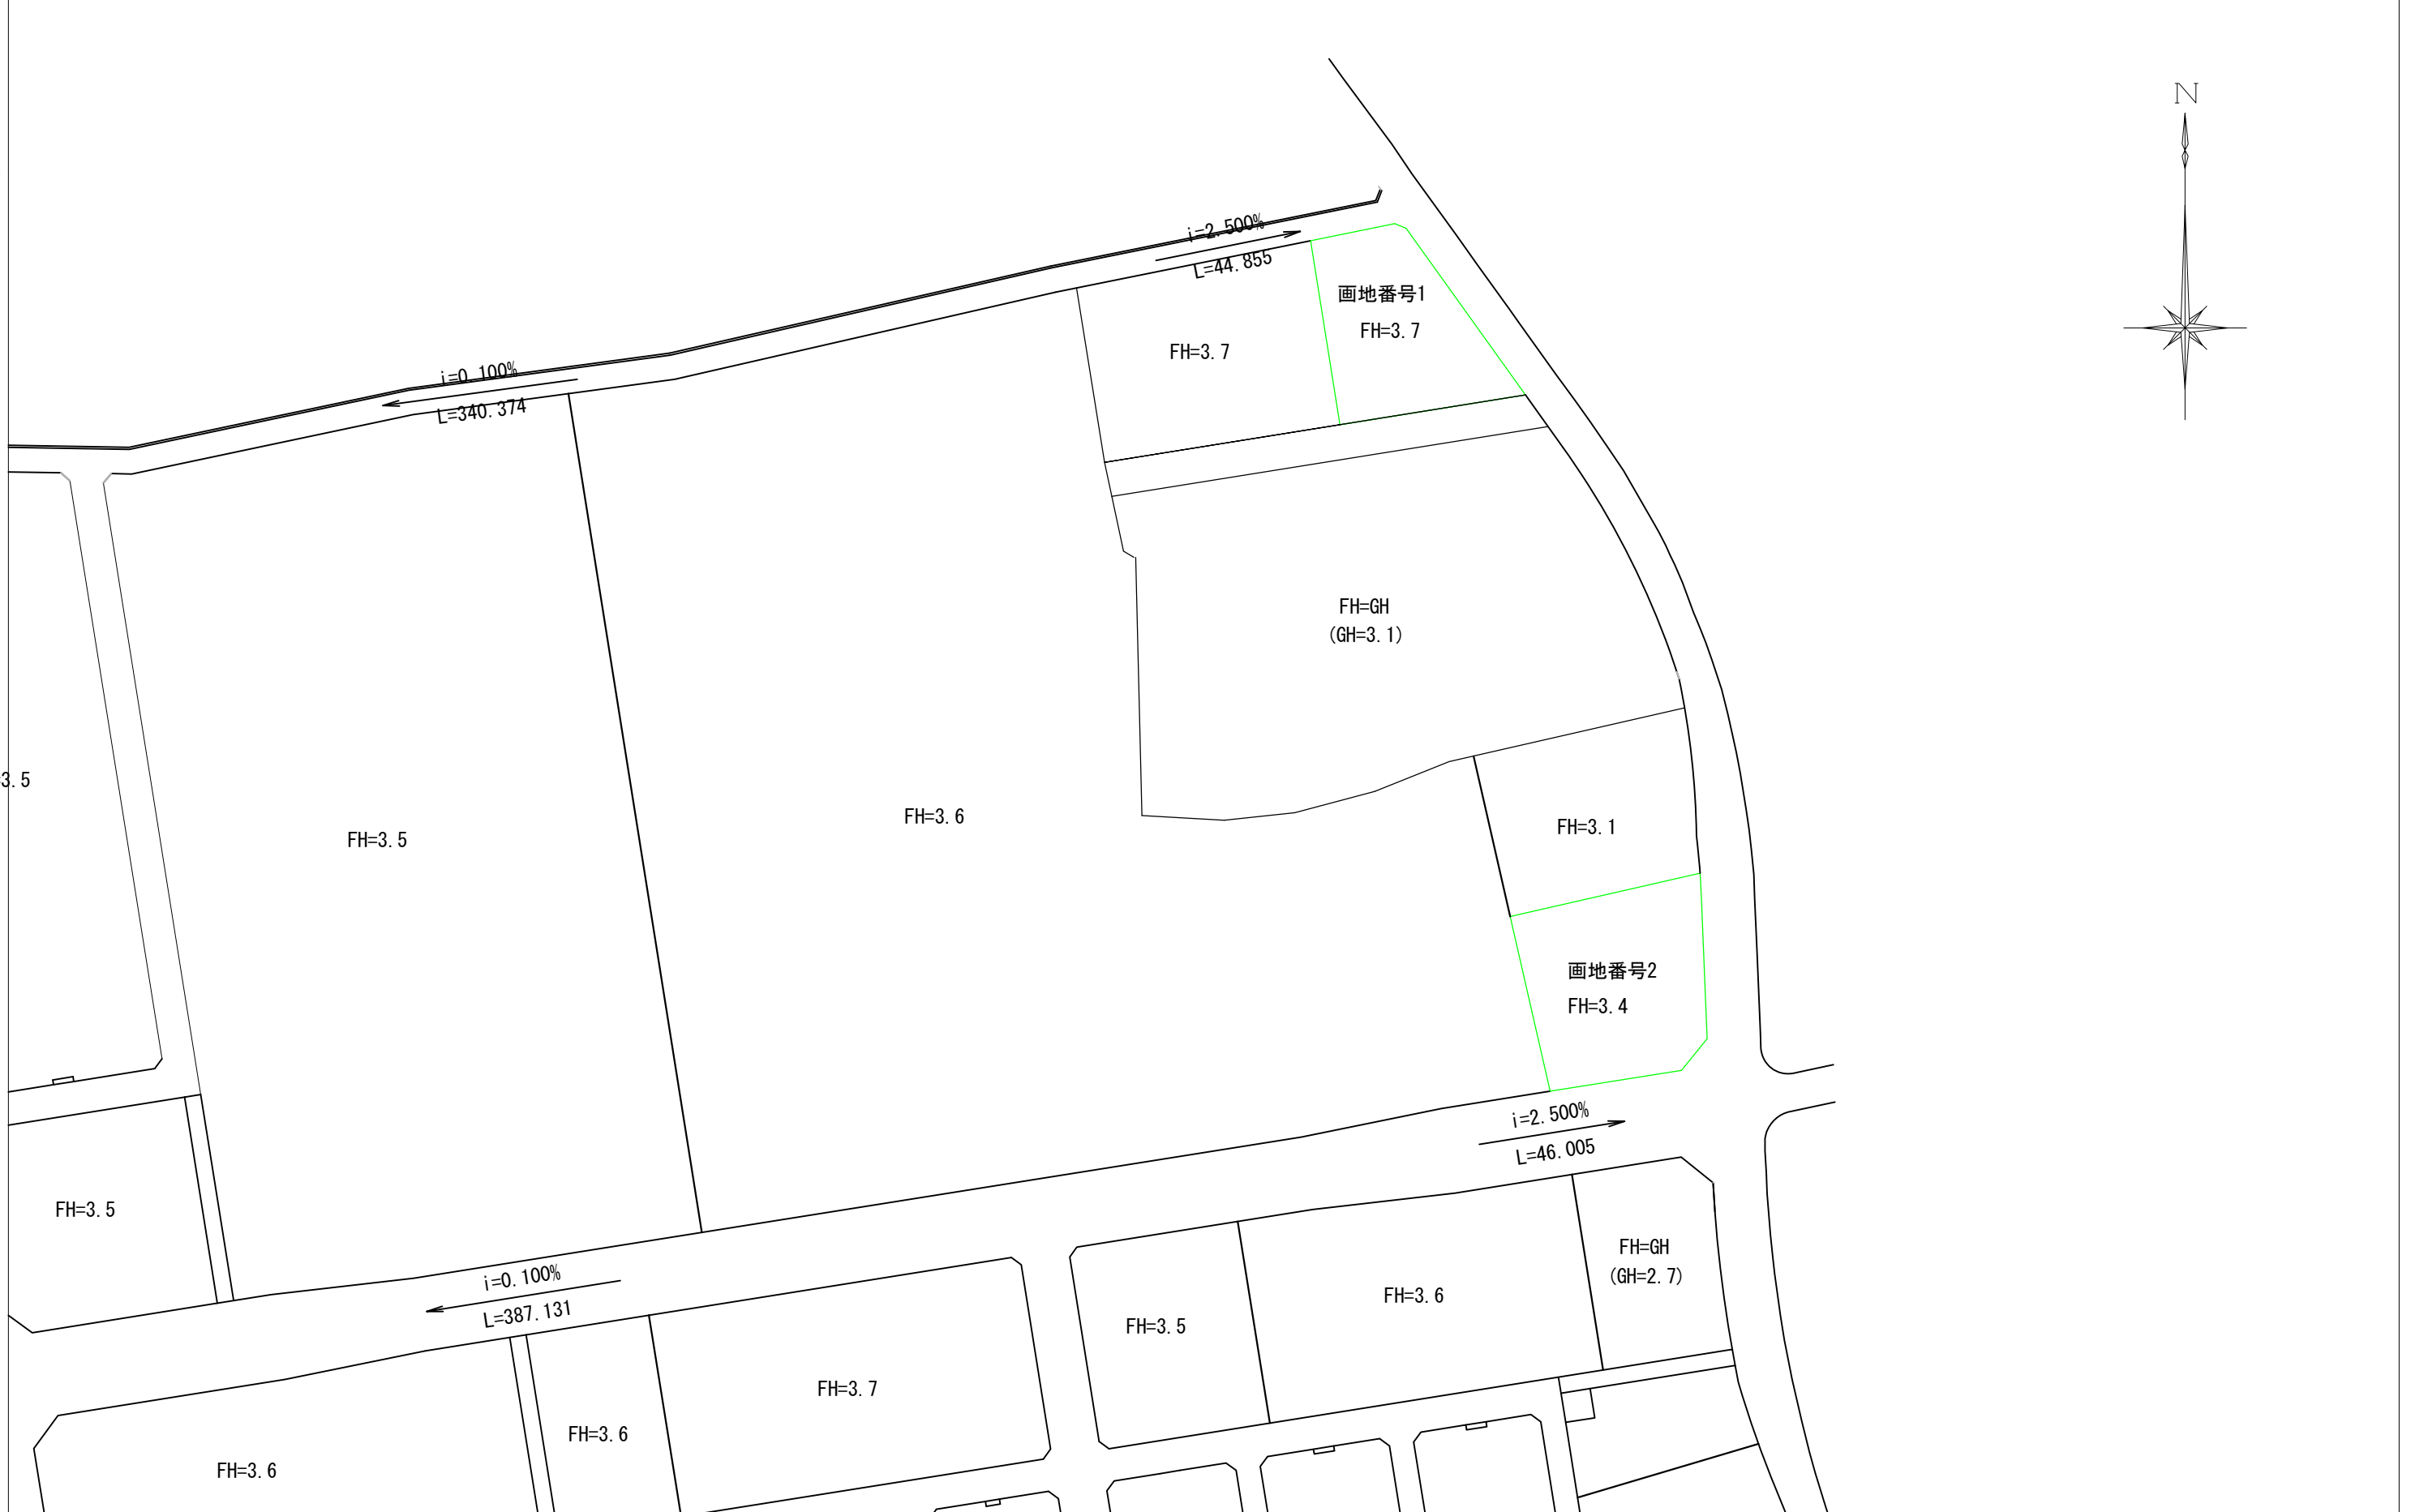 N
i=2.500%
L=44.855
画地番号1
FH=3.7
FH=3.7
i=0.100%
L=340.374
FH=GH
(GH=3.1)
3.5
FH=3.5
FH=3.6
FH=3.1
画地番号2
FH=3.4
i=2.500%
L=46.005
FH=3.5
FH=GH
(GH=2.7)
i=0.100%
L=387.131
FH=3.6
FH=3.5
FH=3.7
FH=3.6
FH=3.6